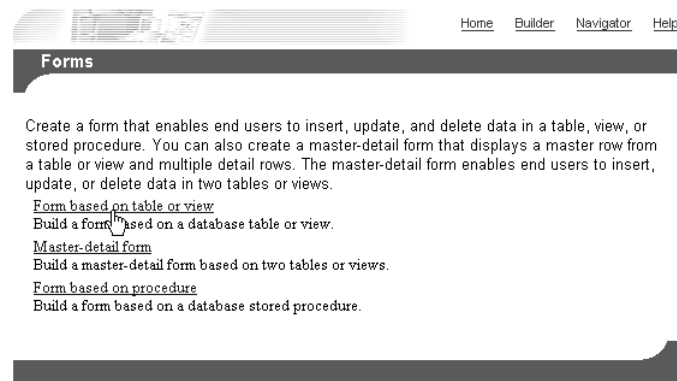 Home Builder Navigator Help
Forms
Create a form that enables end users to insert, update, and delete data in a table, view, or
stored procedure. You can also create a master-detail form that displays a master row from
a table or view and multiple detail rows. The master-detail form enables end users to insert,
update, or delete data in two tables or views.
Form based on table or view
Build a form based on a database table or view.
Master-detail form
Build a master-detail form based on two tables or views.
Form based on procedure
Build a form based on a database stored procedure.